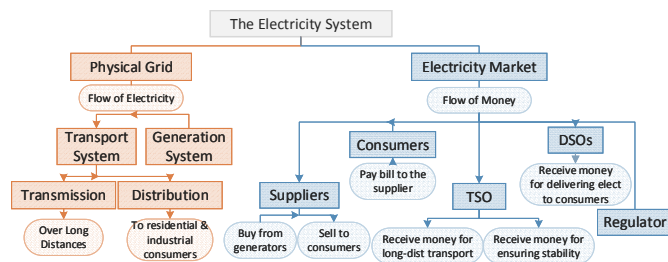 The Electricity System
Physical Grid
Electricity Market
Flow of Electricity
Flow of Money
Transport
System
Generation
System
Consumers
DSOs
Pay bill to the
supplier
Receive money
for delivering elect
to consumers
Transmission
Distribution
Suppliers
TSO
Regulator
Over Long
Distances
To residential &
industrial
consumers
Buy from
generators
Sell to
consumers
Receive money for
long-dist transport
Receive money for
ensuring stability